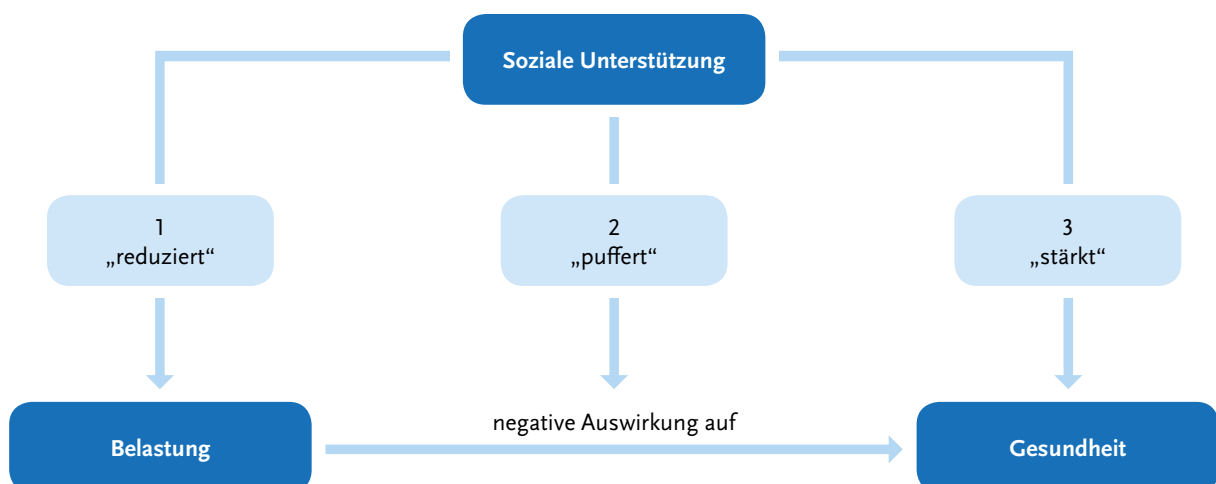 Soziale Unterstützung
1
„reduziert“
2
„puffert“
3
„stärkt“
negative Auswirkung auf
Belastung
Gesundheit